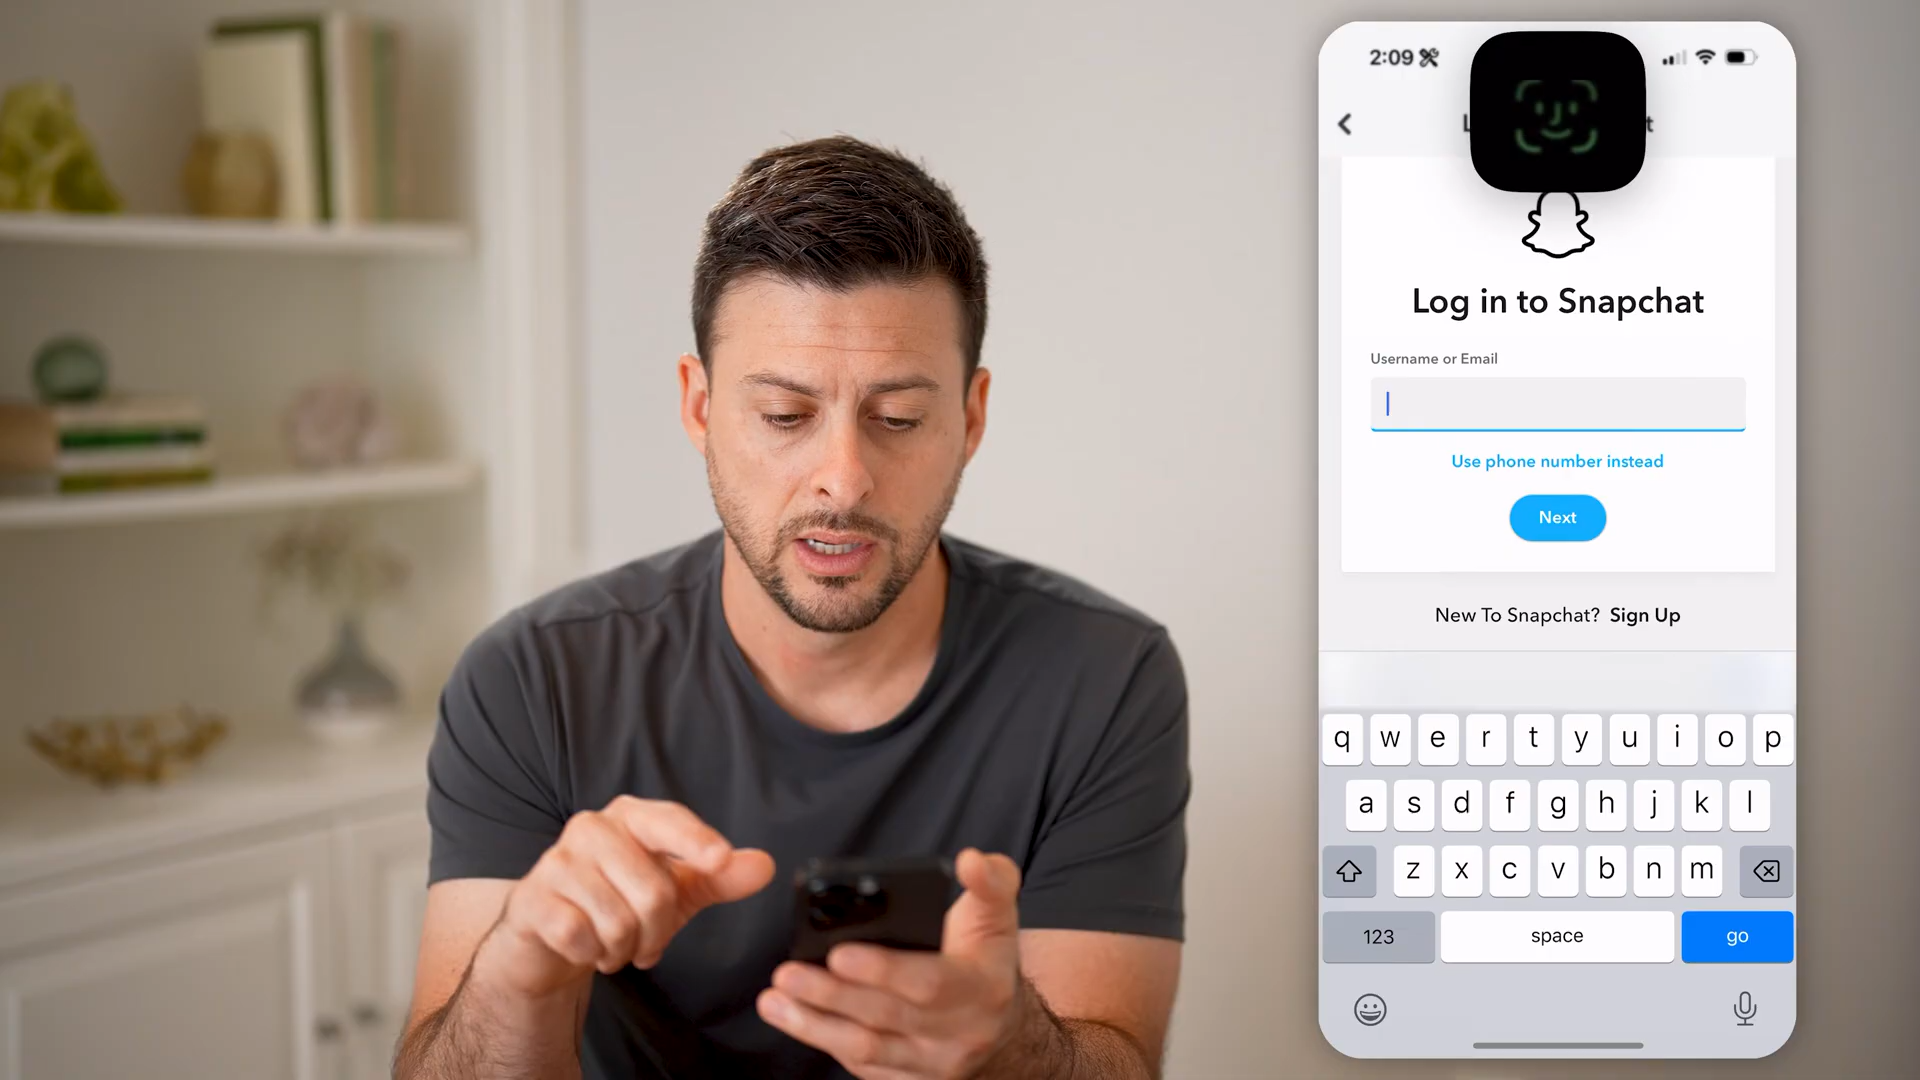 2:09
Log in to Snapchat
Username or Email
Use phone number instead
Next
New To Snapchat? Sign Up
q w e r t y u i o p
a s d f g h j k l
z x c v b n m
123 space go